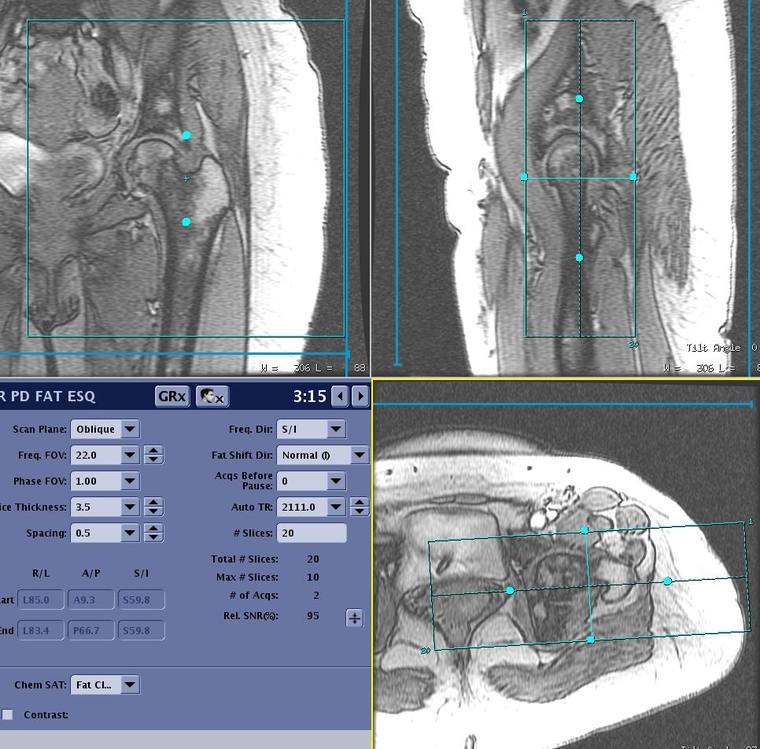 1
W = 306 L = 88
Tilt Angle 0
20
W = 306 L = 8
R PD FAT ESQ GRx 3:15
Scan Plane: Oblique Freq. Dir: S/I
Freq. FOV: 22.0 Fat Shift Dir: Normal (I)
Phase FOV: 1.00 Acqs Before Pause: 0
ice Thickness: 3.5 Auto TR: 2111.0
Spacing: 0.5 # Slices: 20
Total # Slices: 20
R/L A/P S/I Max # Slices: 10
# of Acqs: 2
art L85.0 A9.3 S59.8 Rel. SNR(%): 95
End L83.4 P66.7 S59.8
Chem SAT: Fat Cl...
Contrast:
1
20